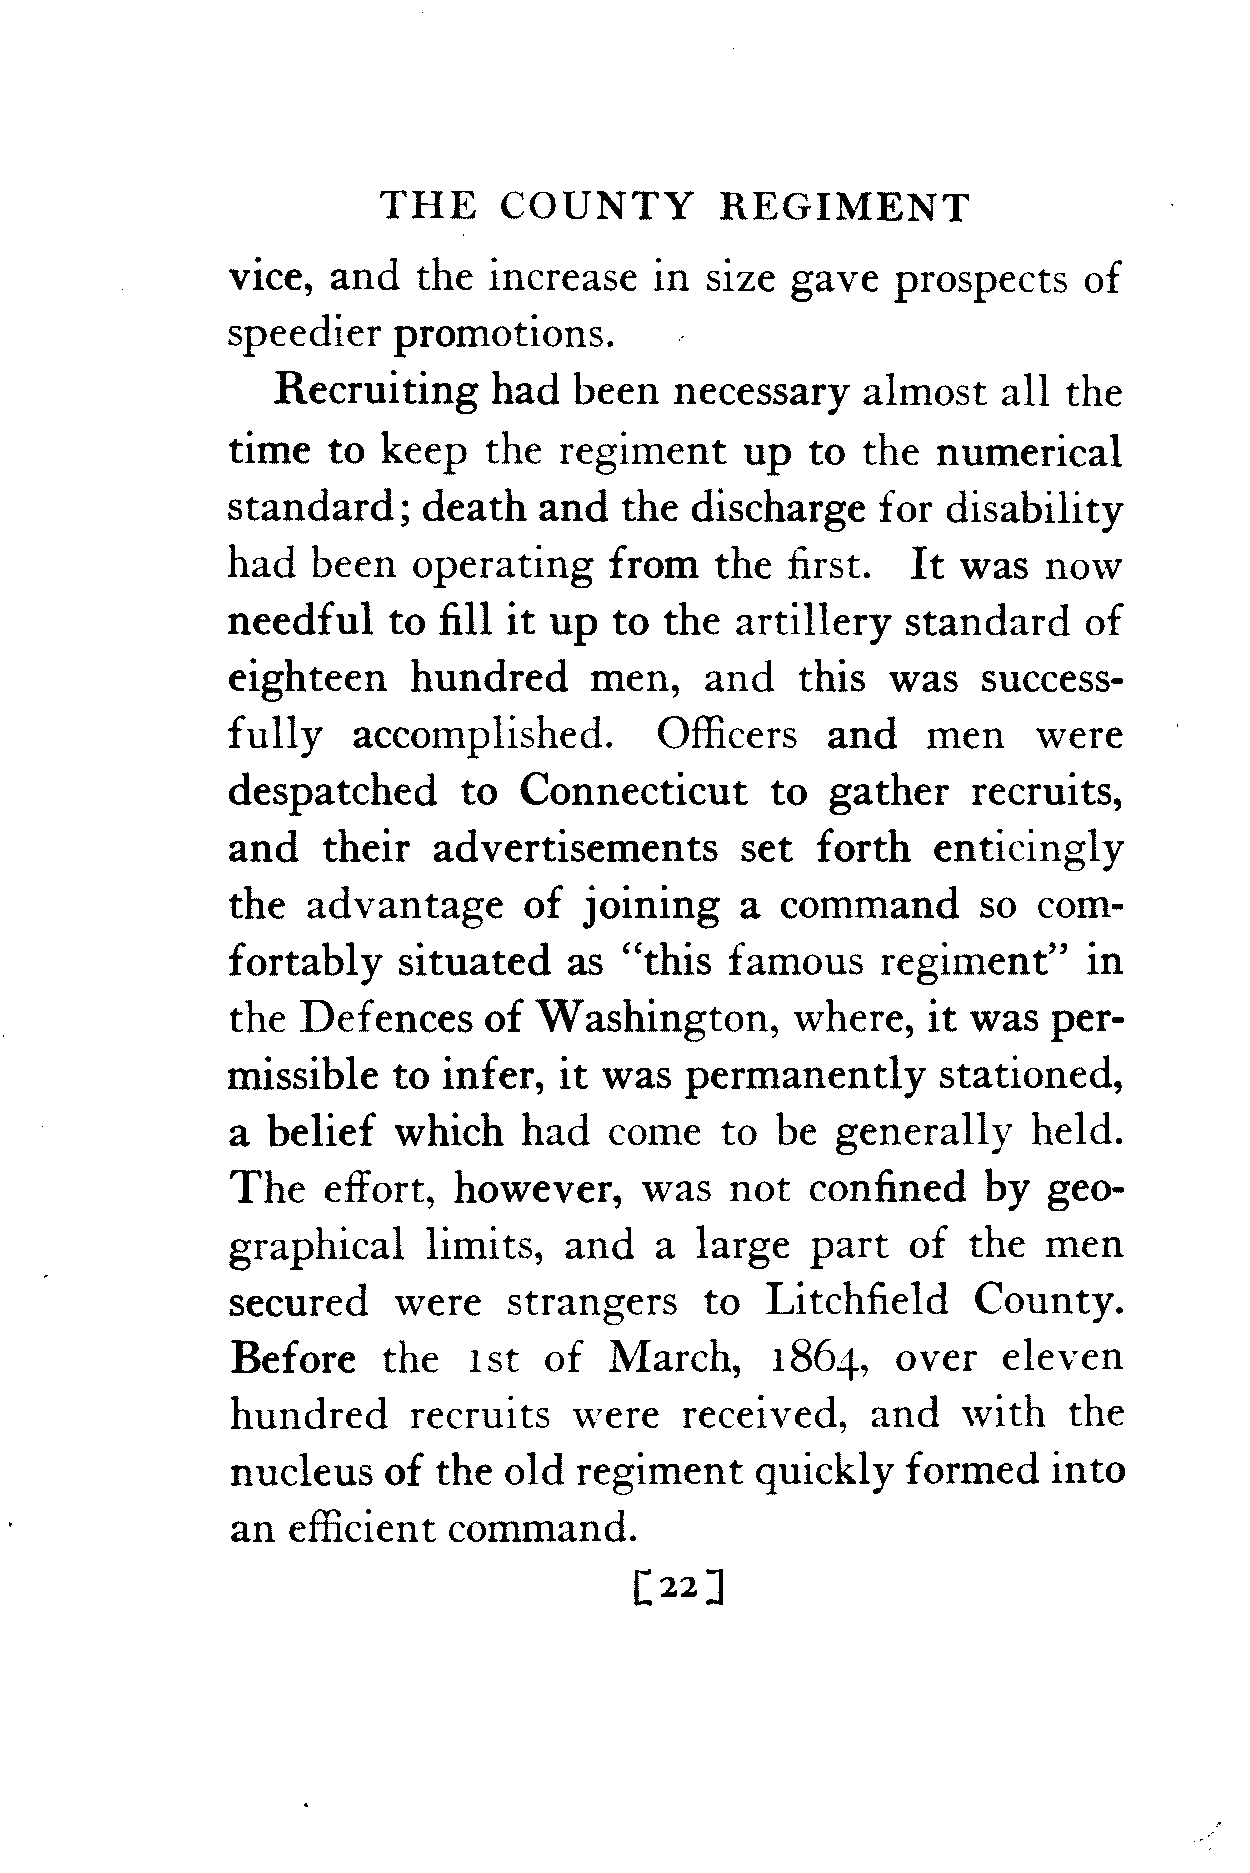 THE COUNTY REGIMENT
vice, and the increase in size gave prospects of
speedier promotions.
Recruiting had been necessary almost all the
time to keep the regiment up to the numerical
standard; death and the discharge for disability
had been operating from the first. It was now
needful to fill it up to the artillery standard of
eighteen hundred men, and this was success-
fully accomplished. Officers and men were
despatched to Connecticut to gather recruits,
and their advertisements set forth enticingly
the advantage of joining a command so com-
fortably situated as “this famous regiment” in
the Defences of Washington, where, it was per-
missible to infer, it was permanently stationed,
a belief which had come to be generally held.
The effort, however, was not confined by geo-
graphical limits, and a large part of the men
secured were strangers to Litchfield County.
Before the 1st of March, 1864, over eleven
hundred recruits were received, and with the
nucleus of the old regiment quickly formed into
an efficient command.
[22]